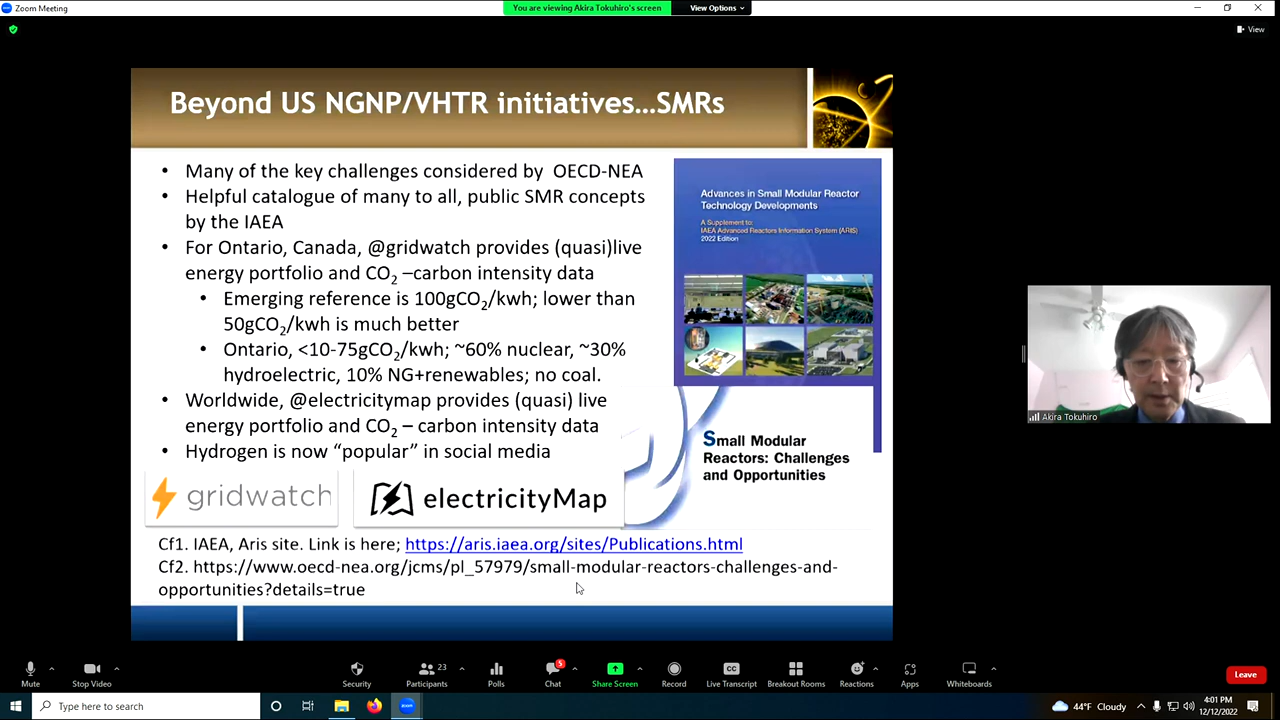 Zoom Meeting
You are viewing Akira Tokuhiro's screen
View Options
View
Beyond US NGNP/VHTR initiatives...SMRs
• Many of the key challenges considered by OECD-NEA
• Helpful catalogue of many to all, public SMR concepts
by the IAEA
• For Ontario, Canada, @gridwatch provides (quasi)live
energy portfolio and CO2 –carbon intensity data
• Emerging reference is 100gCO2/kwh; lower than
50gCO2/kwh is much better
• Ontario, <10-75gCO2/kwh; ~60% nuclear, ~30%
hydroelectric, 10% NG+renewables; no coal.
• Worldwide, @electricitymap provides (quasi) live
energy portfolio and CO2 – carbon intensity data
• Hydrogen is now “popular” in social media
Advances in Small Modular Reactor
Technology Developments
A Supplement to:
IAEA Advanced Reactors Information System (ARIS)
2022 Edition
Small Modular
Reactors: Challenges
and Opportunities
gridwatch
electricityMap
Cf1. IAEA, Aris site. Link is here; https://aris.iaea.org/sites/Publications.html
Cf2. https://www.oecd-nea.org/jcms/pl_57979/small-modular-reactors-challenges-and-
opportunities?details=true
Akira Tokuhiro
Mute
Stop Video
Security
Participants
23
Polls
Chat
5
Share Screen
Record
Live Transcript
Breakout Rooms
Reactions
Apps
Whiteboards
Leave
Type here to search
44°F Cloudy
4:01 PM
12/12/2022